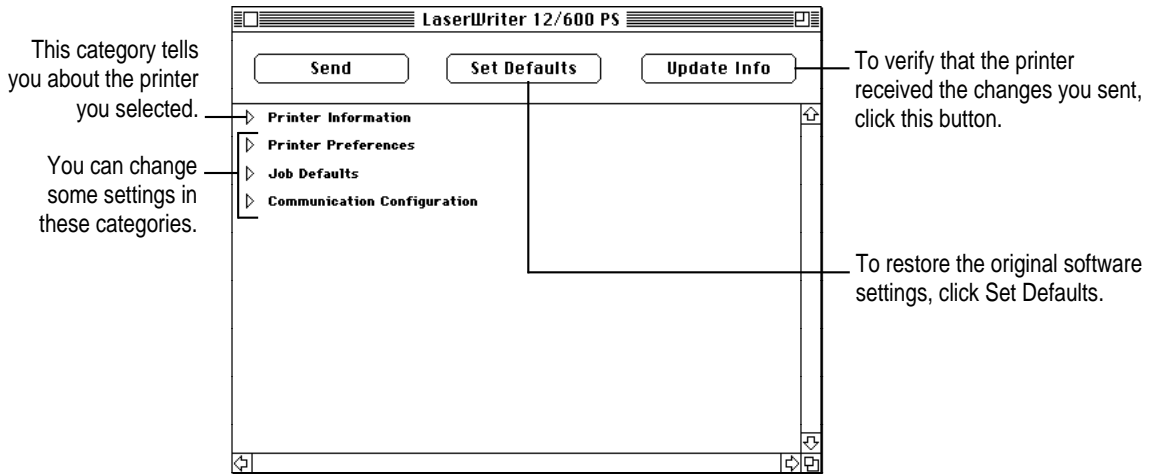 LaserWriter 12/600 PS
This category tells
you about the printer
you selected.
You can change
some settings in
these categories.
Send
Set Defaults
Update Info
Printer Information
Printer Preferences
Job Defaults
Communication Configuration
To verify that the printer
received the changes you sent,
click this button.
To restore the original software
settings, click Set Defaults.